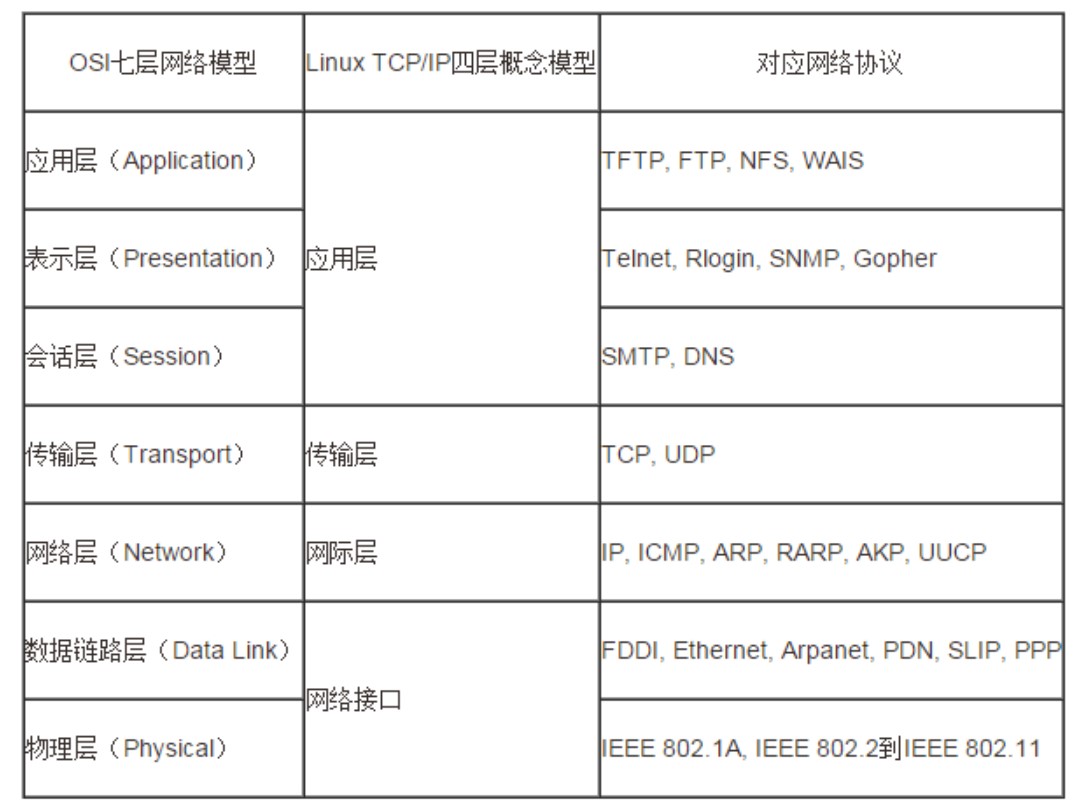 OSI七层网络模型 Linux TCP/IP四层概念模型 对应网络协议
应用层（Application） TFTP, FTP, NFS, WAIS
表示层（Presentation） 应用层 Telnet, Rlogin, SNMP, Gopher
会话层（Session） SMTP, DNS
传输层（Transport） 传输层 TCP, UDP
网络层（Network） 网际层 IP, ICMP, ARP, RARP, AKP, UUCP
数据链路层（Data Link） FDDI, Ethernet, Arpanet, PDN, SLIP, PPP
网络接口
物理层（Physical） IEEE 802.1A, IEEE 802.2到IEEE 802.11